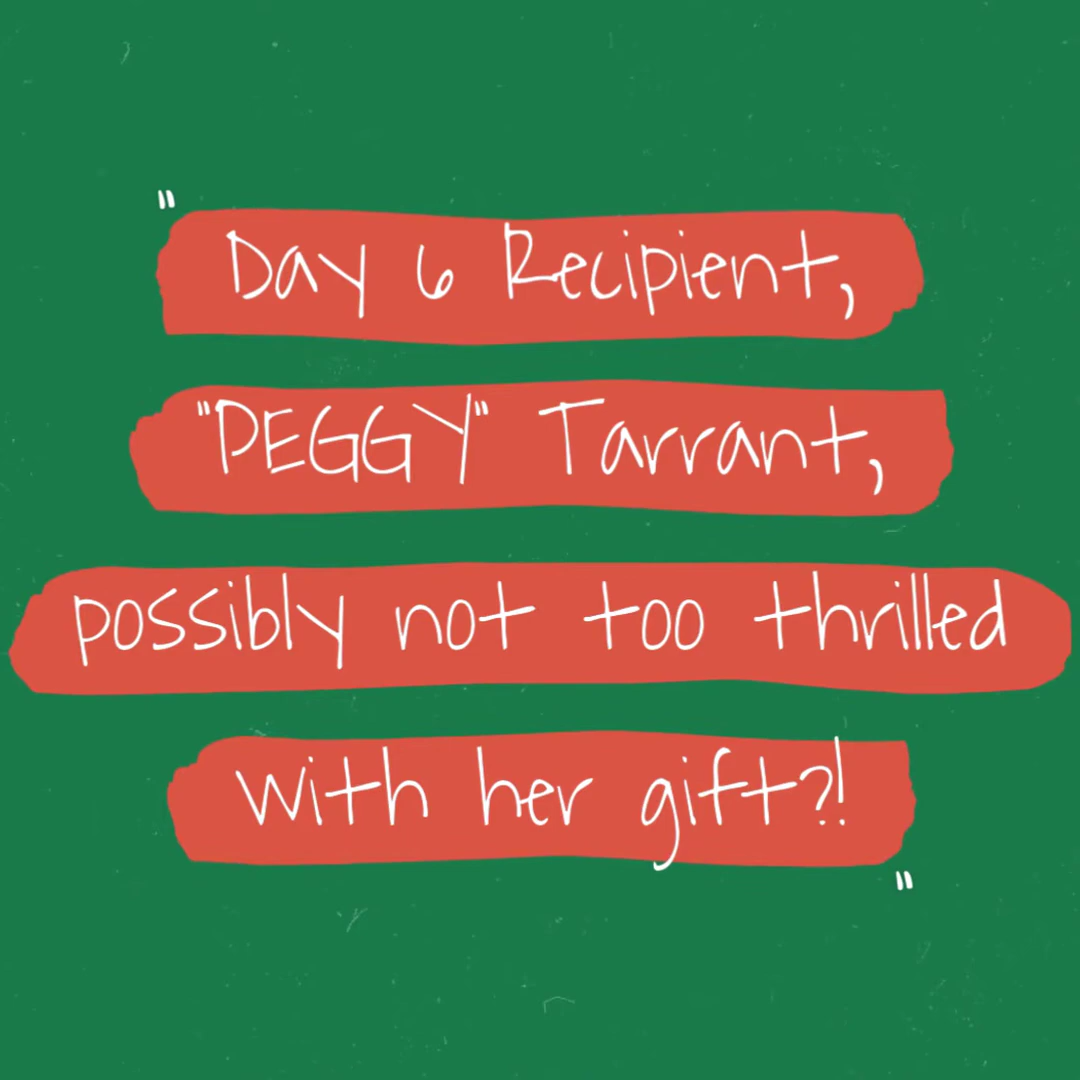 "
Day 6 Recipient,
"PEGGY" Tarrant,
possibly not too thrilled
with her gift?!
"